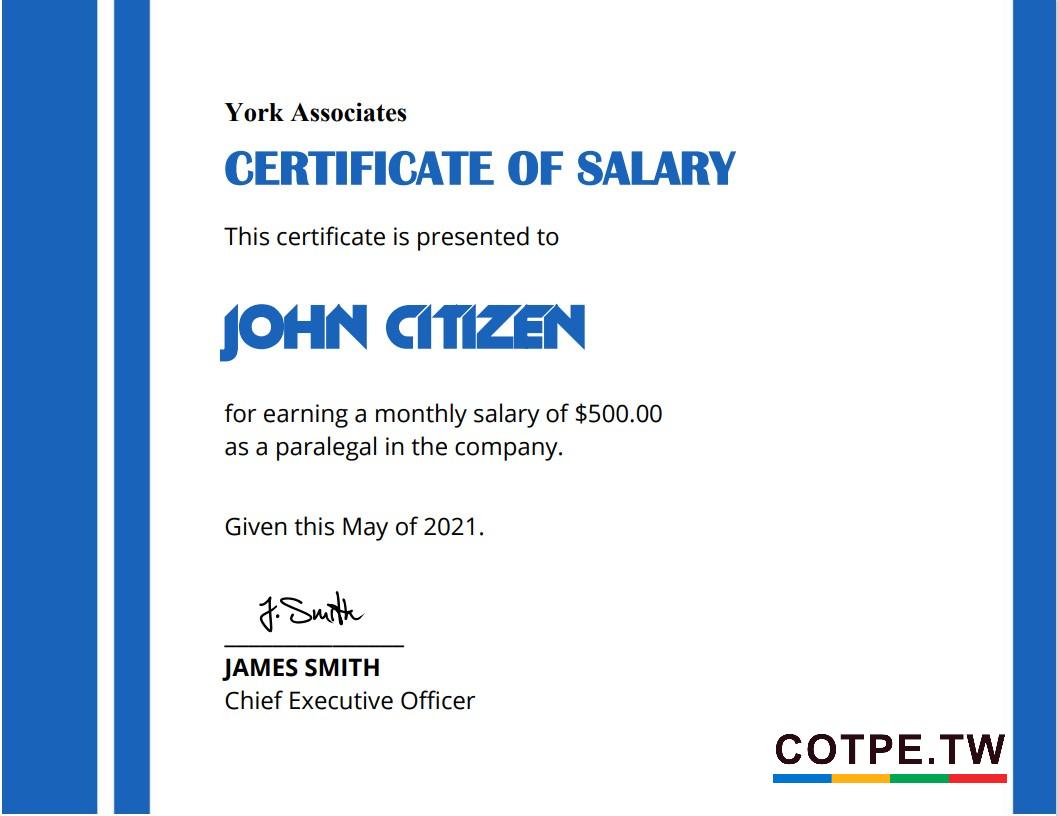 York Associates
CERTIFICATE OF SALARY
This certificate is presented to
JOHN CITIZEN
for earning a monthly salary of $500.00
as a paralegal in the company.
Given this May of 2021.
J. Smith
JAMES SMITH
Chief Executive Officer
COTPE.TW